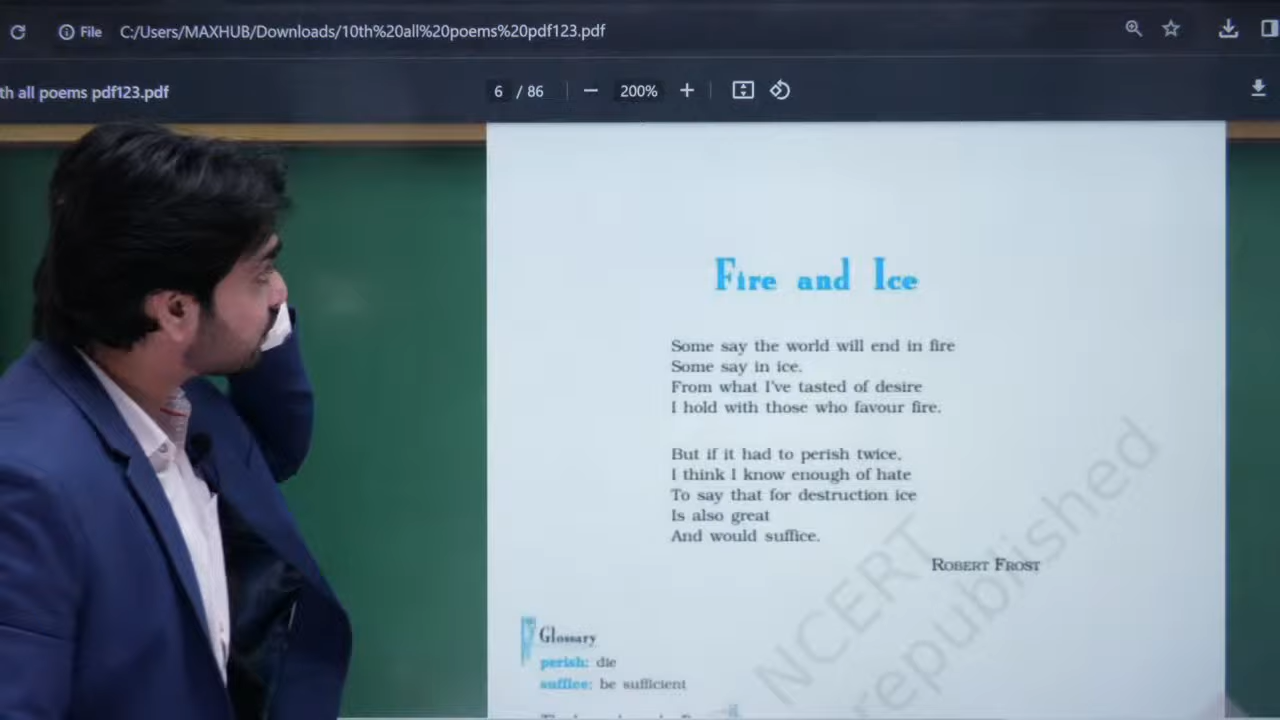 File C:/Users/MAXHUB/Downloads/10th%20all%20poems%20pdf123.pdf
th all poems pdf123.pdf
6 / 86
200%
Fire and Ice
Some say the world will end in fire
Some say in ice.
From what I've tasted of desire
I hold with those who favour fire.
But if it had to perish twice,
I think I know enough of hate
To say that for destruction ice
Is also great
And would suffice.
ROBERT FROST
Glossary
perish: die
suffice: be sufficient
NCERT
republished